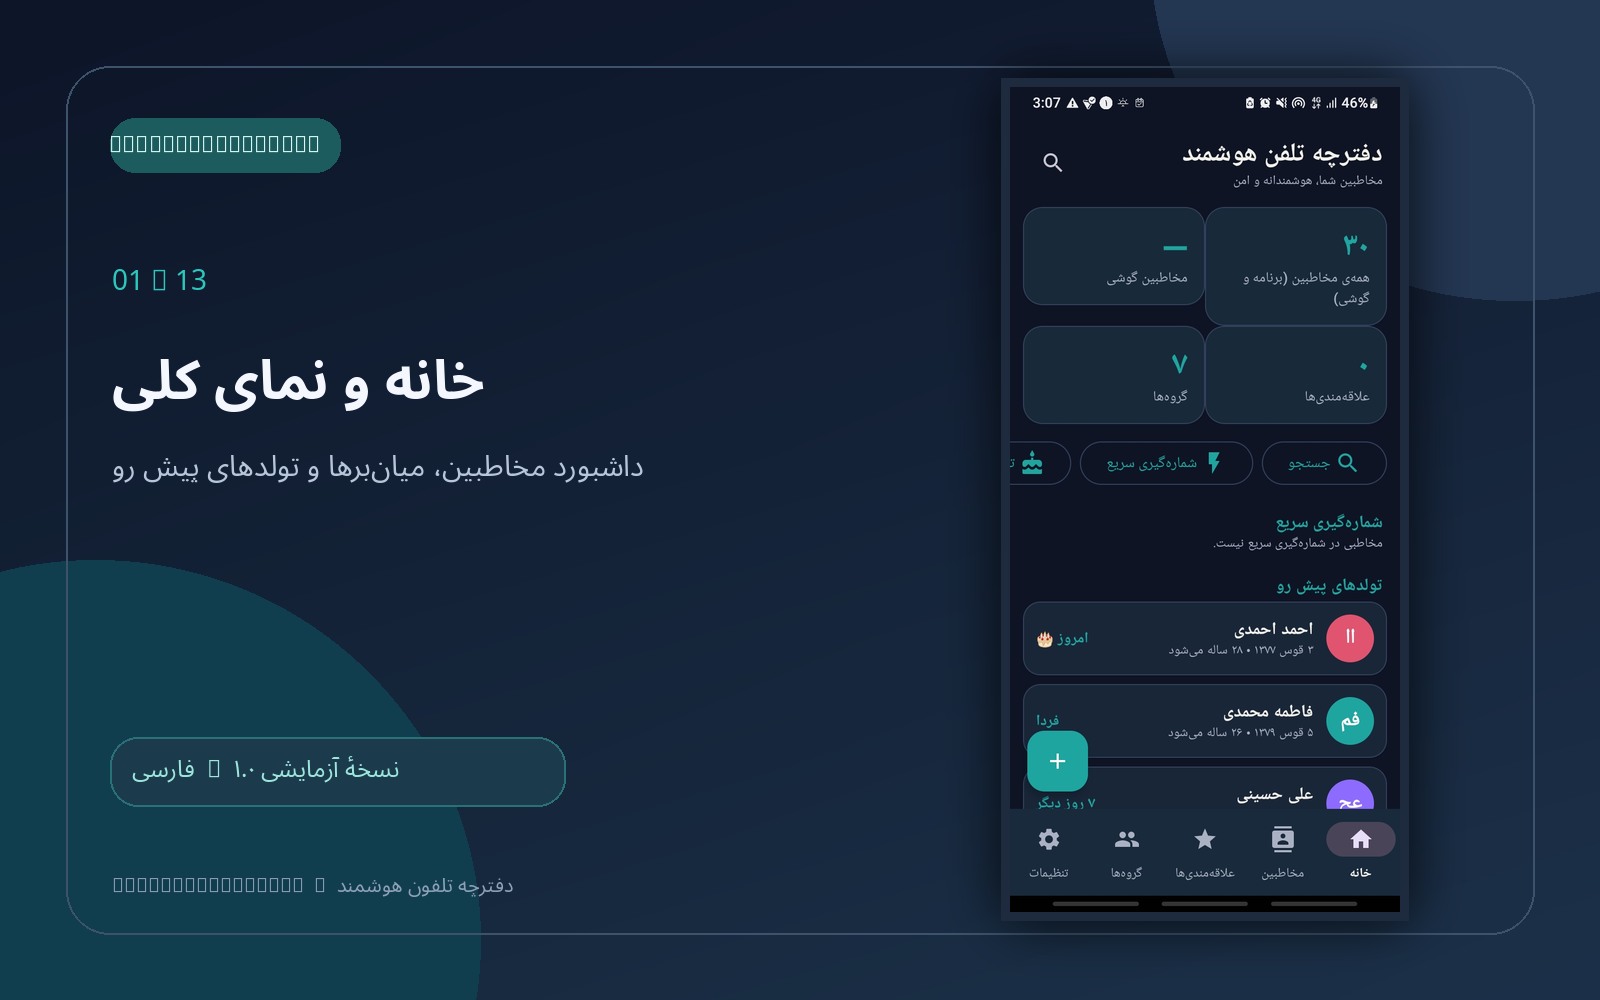 01 13
خانه و نمای کلی
داشبورد مخاطبین، میان‌برها و تولدهای پیش رو
نسخهٔ آزمایشی ۱.۰ فارسی
دفترچه تلفون هوشمند
3:07 46%
دفترچه تلفن هوشمند
مخاطبین شما، هوشمندانه و امن
۳۰
همه‌ی مخاطبین (برنامه و گوشی)
—
مخاطبین گوشی
۰
علاقه‌مندی‌ها
۷
گروه‌ها
جستجو
شماره‌گیری سریع
شماره‌گیری سریع
مخاطبی در شماره‌گیری سریع نیست.
تولدهای پیش رو
اا
احمد احمدی
۳ قوس ۱۳۷۷ • ۲۸ ساله می‌شود
امروز 🎂
فم
فاطمه محمدی
۵ قوس ۱۳۷۹ • ۲۶ ساله می‌شود
فردا
+
عح
علی حسینی
۷ روز دیگر
خانه
مخاطبین
علاقه‌مندی‌ها
گروه‌ها
تنظیمات